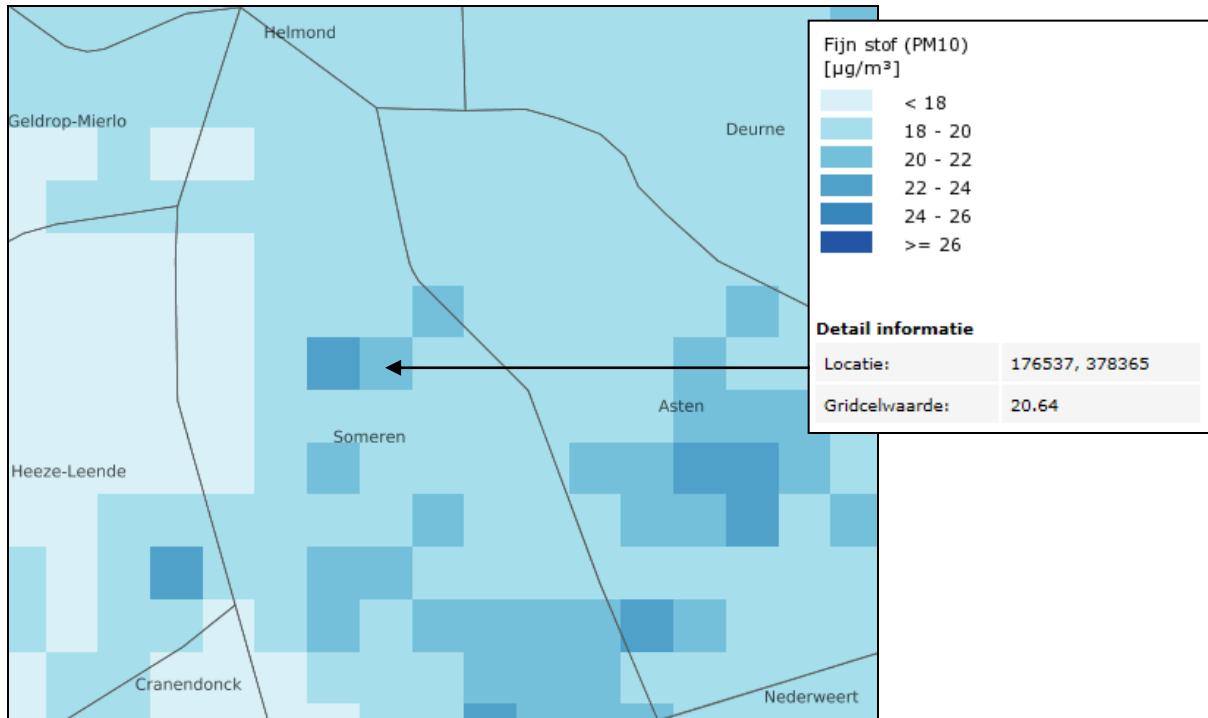 Helmond
Geldrop-Mierlo
Deurne
Asten
Someren
Heeze-Leende
Cranendonck
Nederweert
Fijn stof (PM10)
[µg/m³]
< 18
18 - 20
20 - 22
22 - 24
24 - 26
>= 26
Detail informatie
Locatie: 176537, 378365
Gridcelwaarde: 20.64